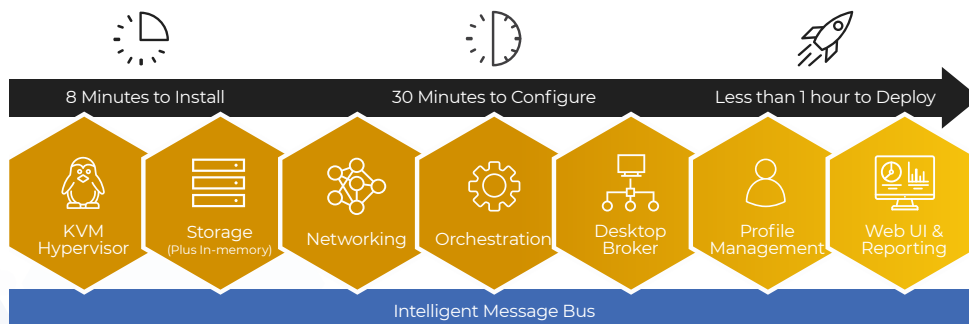 8 Minutes to Install
30 Minutes to Configure
Less than 1 hour to Deploy
KVM
Hypervisor
Storage
(Plus In-memory)
Networking
Orchestration
Desktop
Broker
Profile
Management
Web UI &
Reporting
Intelligent Message Bus